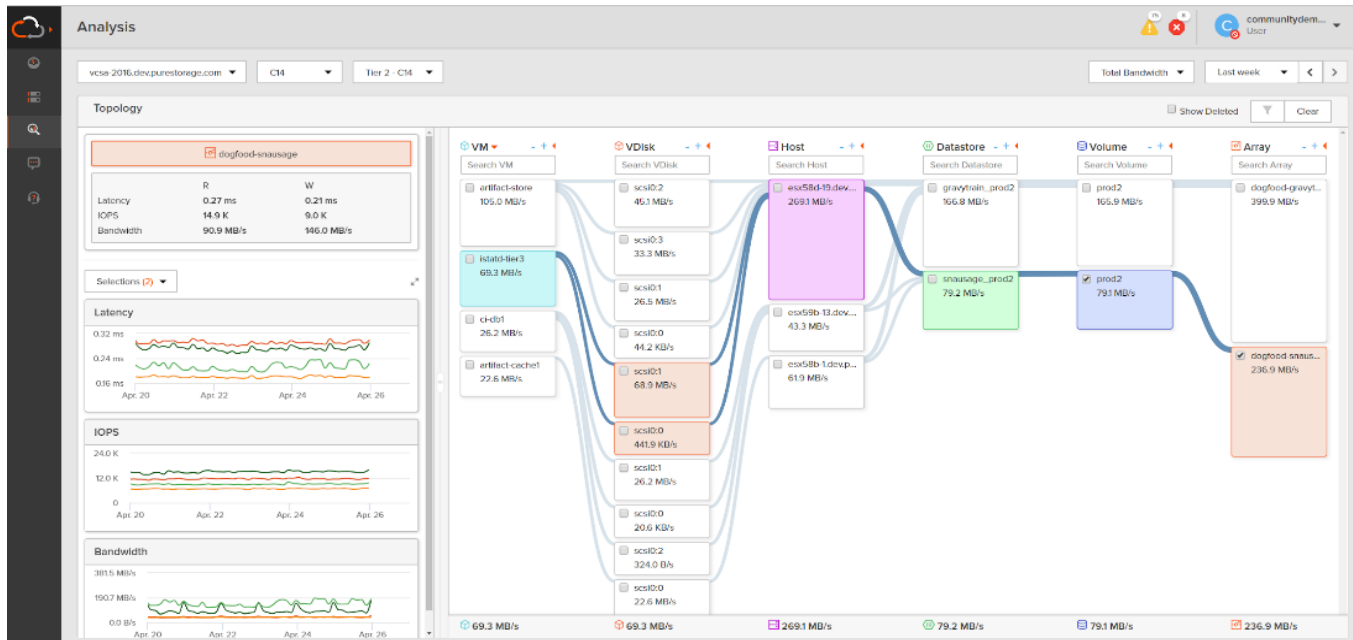 Analysis
75
8
C
communitydem...
User
vcsa-2016.dev.purestorage.com
C14
Tier 2 - C14
Total Bandwidth
Last week
Topology
Show Deleted
Clear
dogfood-snausage
R W
Latency 0.27 ms 0.21 ms
IOPS 14.9 K 9.0 K
Bandwidth 90.9 MB/s 146.0 MB/s
Selections (2)
Latency
0.32 ms
0.24 ms
0.16 ms
Apr. 20 Apr. 22 Apr. 24 Apr. 26
IOPS
24.0 K
12.0 K
0
Apr. 20 Apr. 22 Apr. 24 Apr. 26
Bandwidth
381.5 MB/s
190.7 MB/s
0.0 B/s
Apr. 20 Apr. 22 Apr. 24 Apr. 26
VM - +
Search VM
artifact-store
105.0 MB/s
istatd-tier3
69.3 MB/s
ci-db1
26.2 MB/s
artifact-cache1
22.6 MB/s
69.3 MB/s
VDisk - +
Search VDisk
scsi0:2
45.1 MB/s
scsi0:3
33.3 MB/s
scsi0:1
26.5 MB/s
scsi0:0
44.2 KB/s
scsi0:1
68.9 MB/s
scsi0:0
441.9 KB/s
scsi0:1
26.2 MB/s
scsi0:0
20.6 KB/s
scsi0:2
324.0 B/s
scsi0:0
22.6 MB/s
69.3 MB/s
Host - +
Search Host
esx58d-19.dev....
269.1 MB/s
esx59b-13.dev....
43.3 MB/s
esx58b-1.dev.p...
61.9 MB/s
269.1 MB/s
Datastore - +
Search Datastore
gravytrain_prod2
166.8 MB/s
snausage_prod2
79.2 MB/s
79.2 MB/s
Volume - +
Search Volume
prod2
165.9 MB/s
prod2
79.1 MB/s
79.1 MB/s
Array - +
Search Array
dogfood-gravyt...
399.9 MB/s
dogfood-snaus...
236.9 MB/s
236.9 MB/s